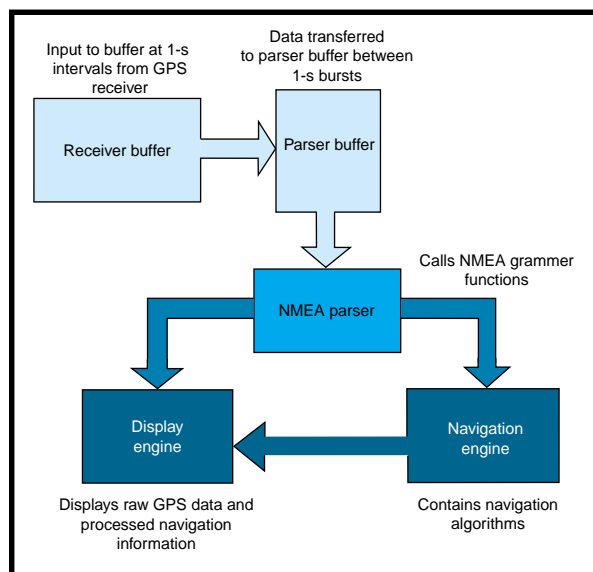 Input to buffer at 1-s
intervals from GPS
receiver
Data transferred
to parser buffer between
1-s bursts
Receiver buffer
Parser buffer
Calls NMEA grammer
functions
NMEA parser
Display
engine
Navigation
engine
Displays raw GPS data and
processed navigation
information
Contains navigation
algorithms